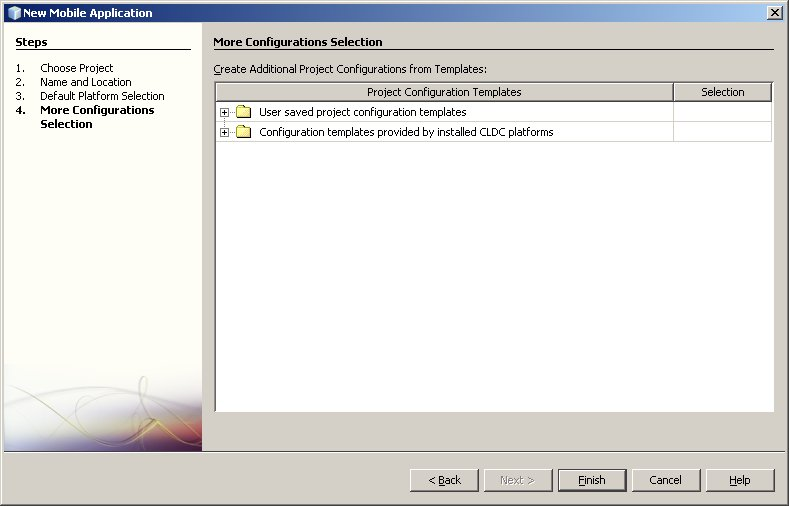 New Mobile Application
Steps
1. Choose Project
2. Name and Location
3. Default Platform Selection
4. More Configurations
Selection
More Configurations Selection
Create Additional Project Configurations from Templates:
Project Configuration Templates Selection
User saved project configuration templates
Configuration templates provided by installed CLDC platforms
< Back Next > Finish Cancel Help